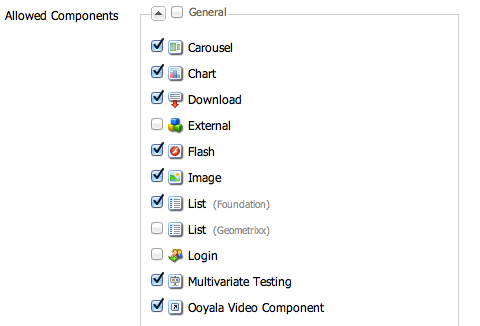 Allowed Components
General
Carousel
Chart
Download
External
Flash
Image
List (Foundation)
List (Geometrixx)
Login
Multivariate Testing
Ooyala Video Component